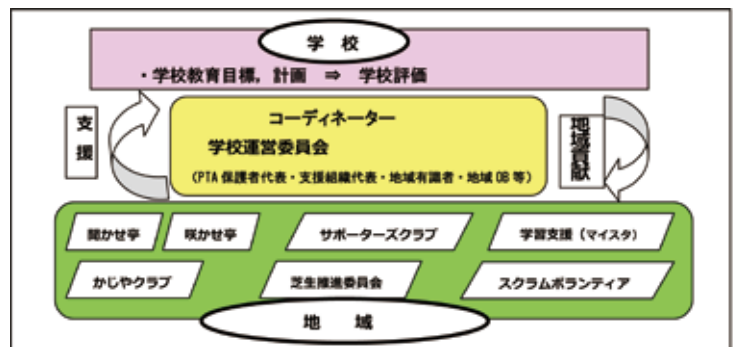 学 校
・学校教育目標，計画 ⇒ 学校評価
支援
コーディネーター
学校運営委員会
（PTA 保護者代表・支援組織代表・地域有識者・地域 OB 等）
地域貢献
聞かせ亭 咲かせ亭 サポーターズクラブ 学習支援（マイスタ）
かじやクラブ 芝生推進委員会 スクラムボランティア
地 域